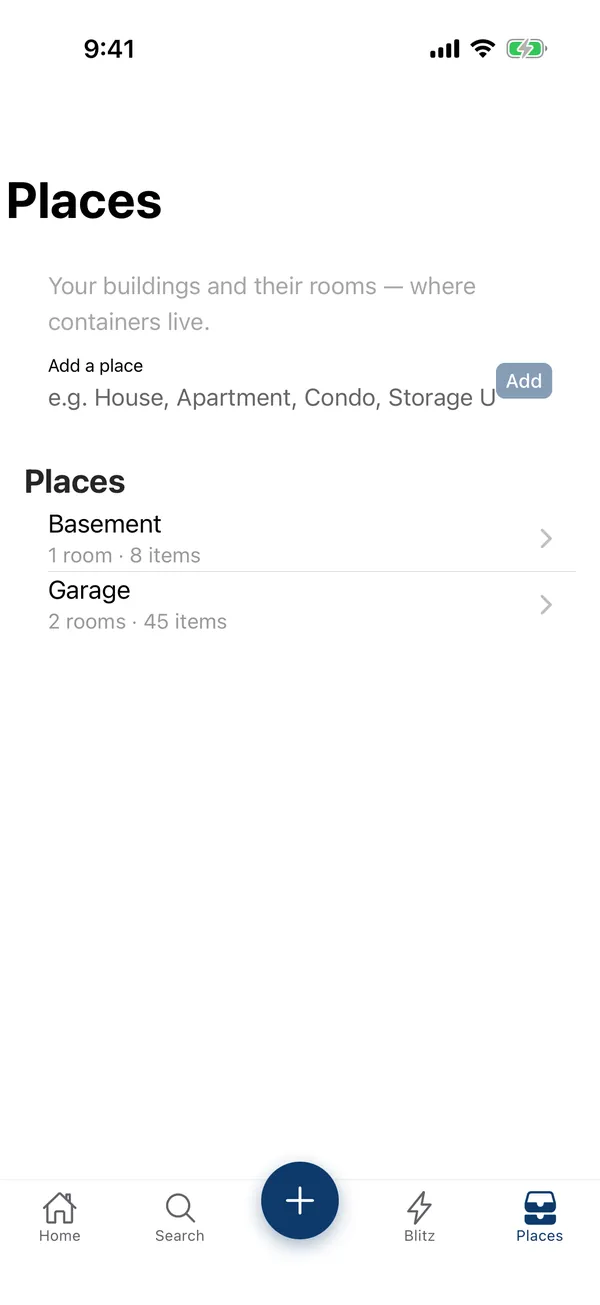 9:41
Places
Your buildings and their rooms — where
containers live.
Add a place
e.g. House, Apartment, Condo, Storage U
Add
Places
Basement
1 room · 8 items
Garage
2 rooms · 45 items
Home
Search
Blitz
Places